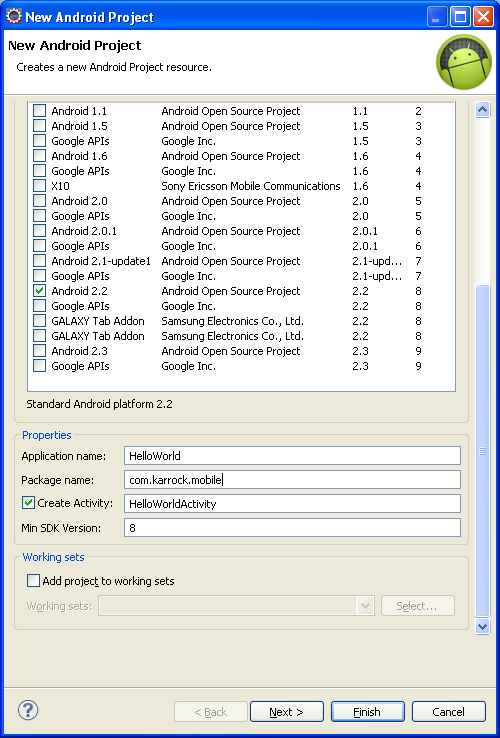 New Android Project
New Android Project
Creates a new Android Project resource.
Android 1.1 Android Open Source Project 1.1 2
Android 1.5 Android Open Source Project 1.5 3
Google APIs Google Inc. 1.5 3
Android 1.6 Android Open Source Project 1.6 4
Google APIs Google Inc. 1.6 4
X10 Sony Ericsson Mobile Communications 1.6 4
Android 2.0 Android Open Source Project 2.0 5
Google APIs Google Inc. 2.0 5
Android 2.0.1 Android Open Source Project 2.0.1 6
Google APIs Google Inc. 2.0.1 6
Android 2.1-update1 Android Open Source Project 2.1-upd... 7
Google APIs Google Inc. 2.1-upd... 7
Android 2.2 Android Open Source Project 2.2 8
Google APIs Google Inc. 2.2 8
GALAXY Tab Addon Samsung Electronics Co., Ltd. 2.2 8
GALAXY Tab Addon Samsung Electronics Co., Ltd. 2.2 8
Android 2.3 Android Open Source Project 2.3 9
Google APIs Google Inc. 2.3 9
Standard Android platform 2.2
Properties
Application name: HelloWorld
Package name: com.karrock.mobile
Create Activity: HelloWorldActivity
Min SDK Version: 8
Working sets
Add project to working sets
Working sets: Select...
? < Back Next > Finish Cancel